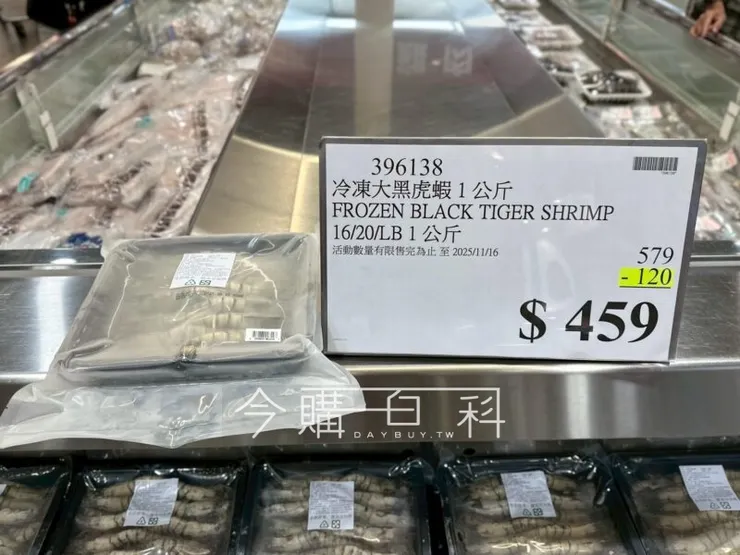 396138
冷凍大黑虎蝦 1 公斤
FROZEN BLACK TIGER SHRIMP
16/20/LB 1 公斤
活動數量有限售完為止 至 2025/11/16
579
- 120
$ 459
今購百科
DAYBUY.TW